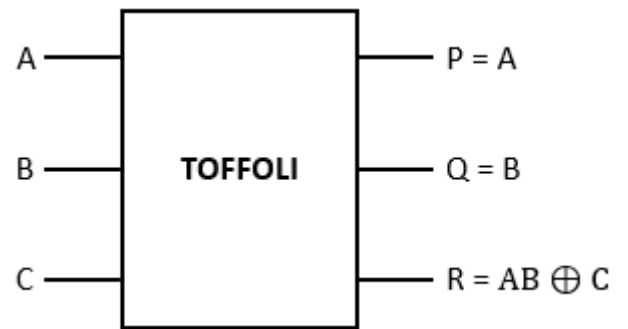 A
P = A
B
TOFFOLI
Q = B
C
R = AB ⊕ C